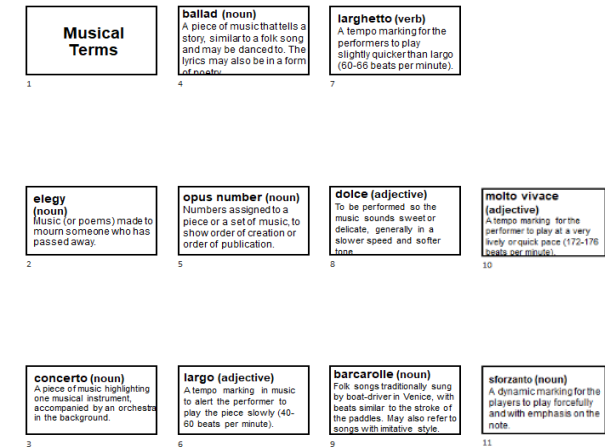 Musical
Terms
1
elegy
(noun)
Music (or poems) made to
mourn someone who has
passed away.
2
concerto (noun)
A piece of music highlighting
one musical instrument,
accompanied by an orchestra
in the background.
3
ballad (noun)
A piece of music that tells a
story, similar to a folk song
and may be danced to. The
lyrics may also be in a form
of poetry
4
opus number (noun)
Numbers assigned to a
piece or a set of music, to
show order of creation or
order of publication.
5
largo (adjective)
A tempo marking in music
to alert the performer to
play the piece slowly (40-
60 beats per minute).
6
larghetto (verb)
A tempo marking for the
performers to play
slightly quicker than largo
(60-66 beats per minute).
7
dolce (adjective)
To be performed so the
music sounds sweet or
delicate, generally in a
slower speed and softer
tone
8
barcarolle (noun)
Folk songs traditionally sung
by boat-driver in Venice, with
beats similar to the stroke of
the paddles. May also refer to
songs with imitative style.
9
molto vivace
(adjective)
A tempo marking for the
performer to play at a very
lively or quick pace (172-176
beats per minute).
10
sforzanto (noun)
A dynamic marking for the
players to play forcefully
and with emphasis on the
note.
11